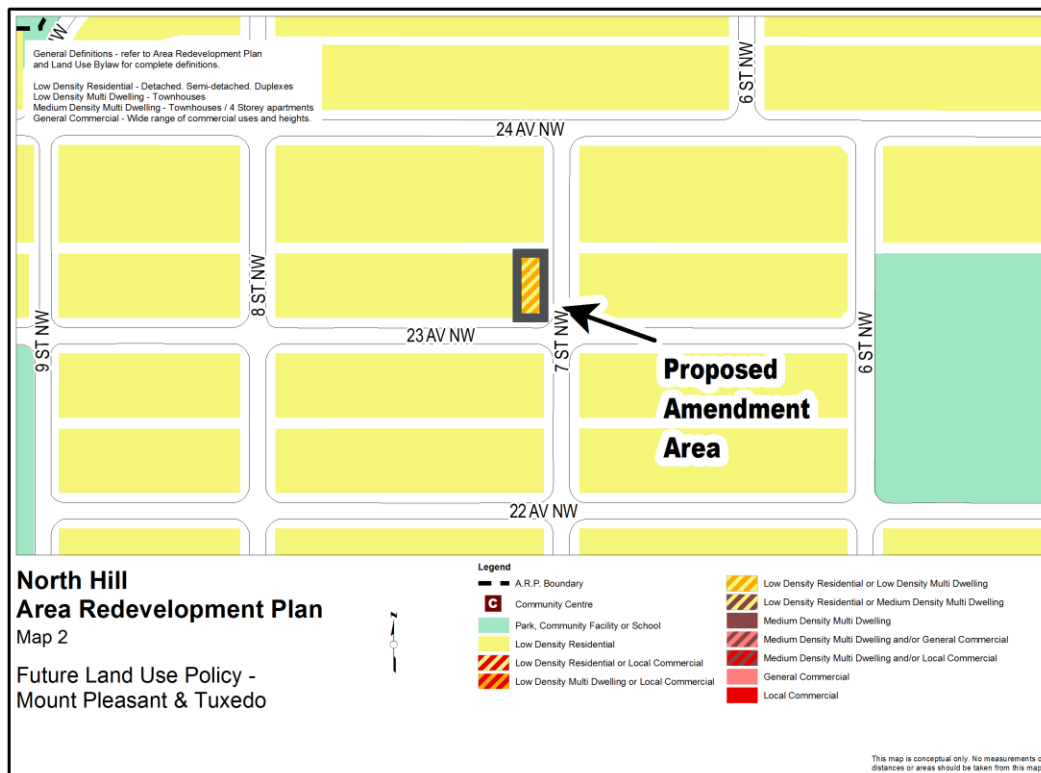 NW
General Definitions - refer to Area Redevelopment Plan
and Land Use Bylaw for complete definitions.
Low Density Residential - Detached. Semi-detached. Duplexes
Low Density Multi Dwelling - Townhouses
Medium Density Multi Dwelling - Townhouses / 4 Storey apartments
General Commercial - Wide range of commercial uses and heights.
6 ST NW
24 AV NW
8 ST NW
9 ST NW
23 AV NW
7 ST NW
6 ST NW
Proposed
Amendment
Area
22 AV NW
North Hill
Area Redevelopment Plan
Map 2
Future Land Use Policy -
Mount Pleasant & Tuxedo
N
Legend
A.R.P. Boundary
C
Community Centre
Park, Community Facility or School
Low Density Residential
Low Density Residential or Local Commercial
Low Density Multi Dwelling or Local Commercial
Low Density Residential or Low Density Multi Dwelling
Low Density Residential or Medium Density Multi Dwelling
Medium Density Multi Dwelling
Medium Density Multi Dwelling and/or General Commercial
Medium Density Multi Dwelling and/or Local Commercial
General Commercial
Local Commercial
This map is conceptual only. No measurements o
distances or areas should be taken from this map